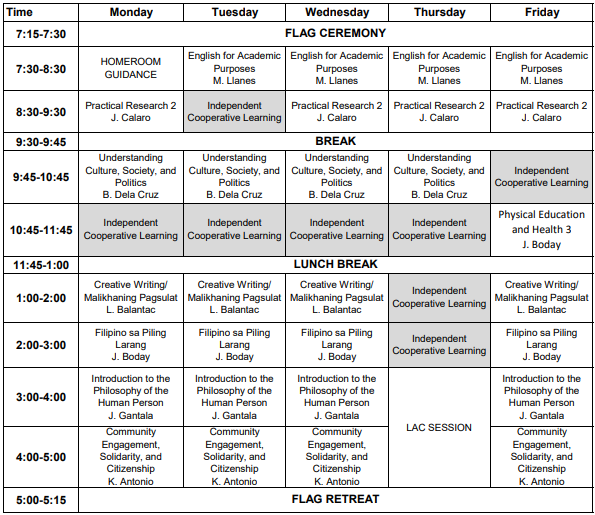 Time Monday Tuesday Wednesday Thursday Friday
7:15-7:30 FLAG CEREMONY
7:30-8:30
HOMEROOM
GUIDANCE
English for Academic
Purposes
M. Llanes
English for Academic
Purposes
M. Llanes
English for Academic
Purposes
M. Llanes
English for Academic
Purposes
M. Llanes
8:30-9:30
Practical Research 2
J. Calaro
Independent
Cooperative Learning
Practical Research 2
J. Calaro
Practical Research 2
J. Calaro
Practical Research 2
J. Calaro
9:30-9:45 BREAK
9:45-10:45
Understanding
Culture, Society, and
Politics
B. Dela Cruz
Understanding
Culture, Society, and
Politics
B. Dela Cruz
Understanding
Culture, Society, and
Politics
B. Dela Cruz
Understanding
Culture, Society, and
Politics
B. Dela Cruz
Independent
Cooperative Learning
10:45-11:45
Independent
Cooperative Learning
Independent
Cooperative Learning
Independent
Cooperative Learning
Independent
Cooperative Learning
Physical Education
and Health 3
J. Boday
11:45-1:00 LUNCH BREAK
1:00-2:00
Creative Writing/
Malikhaning Pagsulat
L. Balantac
Creative Writing/
Malikhaning Pagsulat
L. Balantac
Creative Writing/
Malikhaning Pagsulat
L. Balantac
Independent
Cooperative Learning
Creative Writing/
Malikhaning Pagsulat
L. Balantac
2:00-3:00
Filipino sa Piling
Larang
J. Boday
Filipino sa Piling
Larang
J. Boday
Filipino sa Piling
Larang
J. Boday
Independent
Cooperative Learning
Filipino sa Piling
Larang
J. Boday
3:00-4:00
Introduction to the
Philosophy of the
Human Person
J. Gantala
Introduction to the
Philosophy of the
Human Person
J. Gantala
Introduction to the
Philosophy of the
Human Person
J. Gantala
LAC SESSION
Introduction to the
Philosophy of the
Human Person
J. Gantala
4:00-5:00
Community
Engagement,
Solidarity, and
Citizenship
K. Antonio
Community
Engagement,
Solidarity, and
Citizenship
K. Antonio
Community
Engagement,
Solidarity, and
Citizenship
K. Antonio
Community
Engagement,
Solidarity, and
Citizenship
K. Antonio
5:00-5:15 FLAG RETREAT